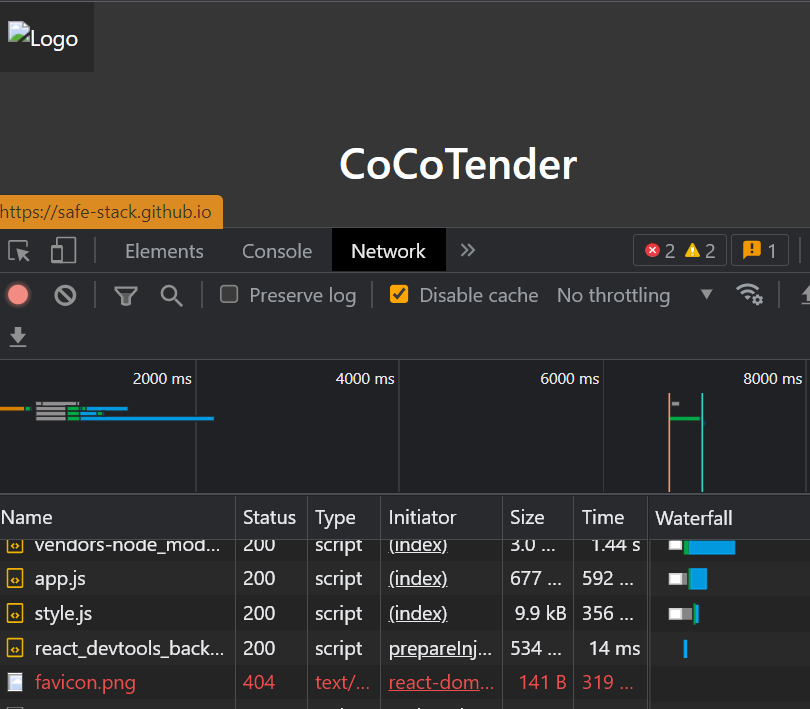 Logo
CoCoTender
https://safe-stack.github.io
Elements Console Network 2 2 1
Preserve log Disable cache No throttling
2000 ms 4000 ms 6000 ms 8000 ms
Name Status Type Initiator Size Time Waterfall
vendors-node_mod... 200 script (index) 3.0 ... 1.44 s
app.js 200 script (index) 677 ... 592 ...
style.js 200 script (index) 9.9 kB 356 ...
react_devtools_back... 200 script prepareInj... 534 ... 14 ms
favicon.png 404 text/... react-dom... 141 B 319 ...